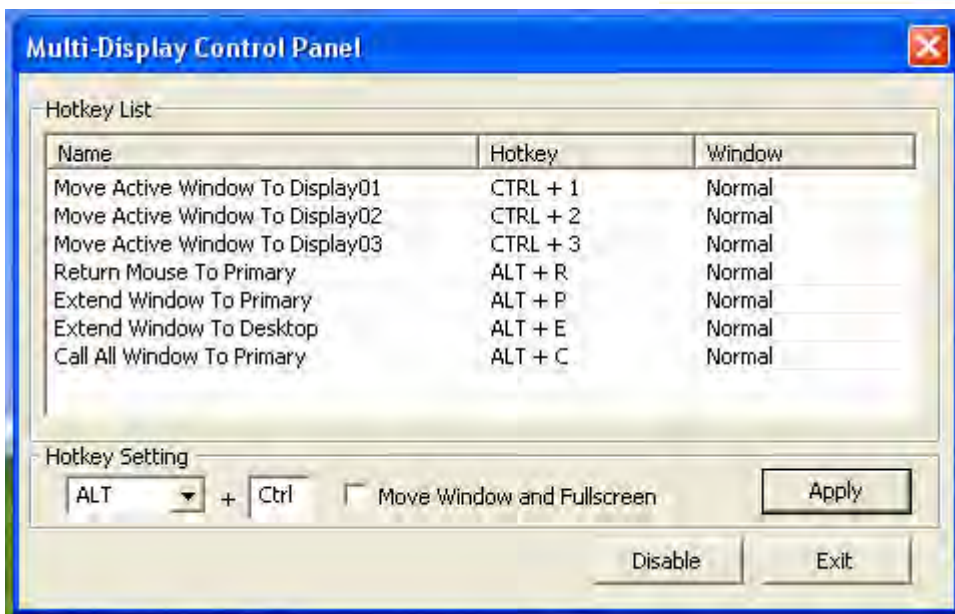 Multi-Display Control Panel
Hotkey List
Name Hotkey Window
Move Active Window To Display01 CTRL + 1 Normal
Move Active Window To Display02 CTRL + 2 Normal
Move Active Window To Display03 CTRL + 3 Normal
Return Mouse To Primary ALT + R Normal
Extend Window To Primary ALT + P Normal
Extend Window To Desktop ALT + E Normal
Call All Window To Primary ALT + C Normal
Hotkey Setting
ALT + Ctrl Move Window and Fullscreen Apply
Disable Exit